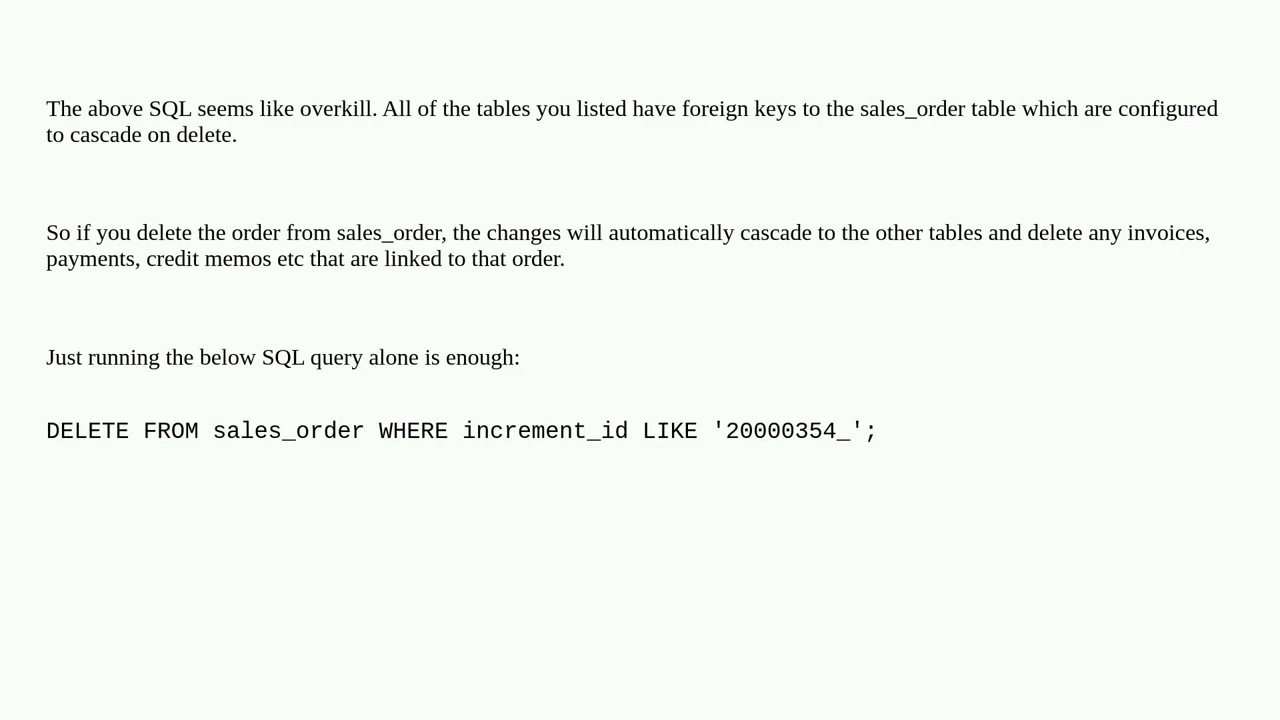 The above SQL seems like overkill. All of the tables you listed have foreign keys to the sales_order table which are configured
to cascade on delete.
So if you delete the order from sales_order, the changes will automatically cascade to the other tables and delete any invoices,
payments, credit memos etc that are linked to that order.
Just running the below SQL query alone is enough:
DELETE FROM sales_order WHERE increment_id LIKE '20000354_';